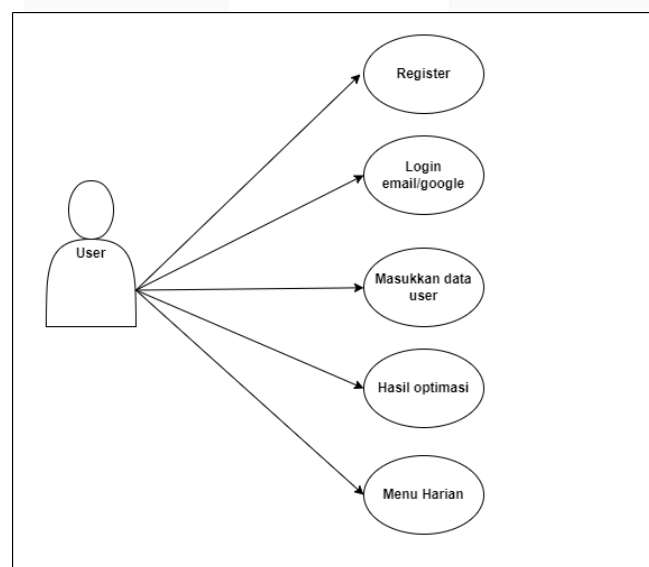 Register
Login
email/google
User
Masukkan data
user
Hasil optimasi
Menu Harian